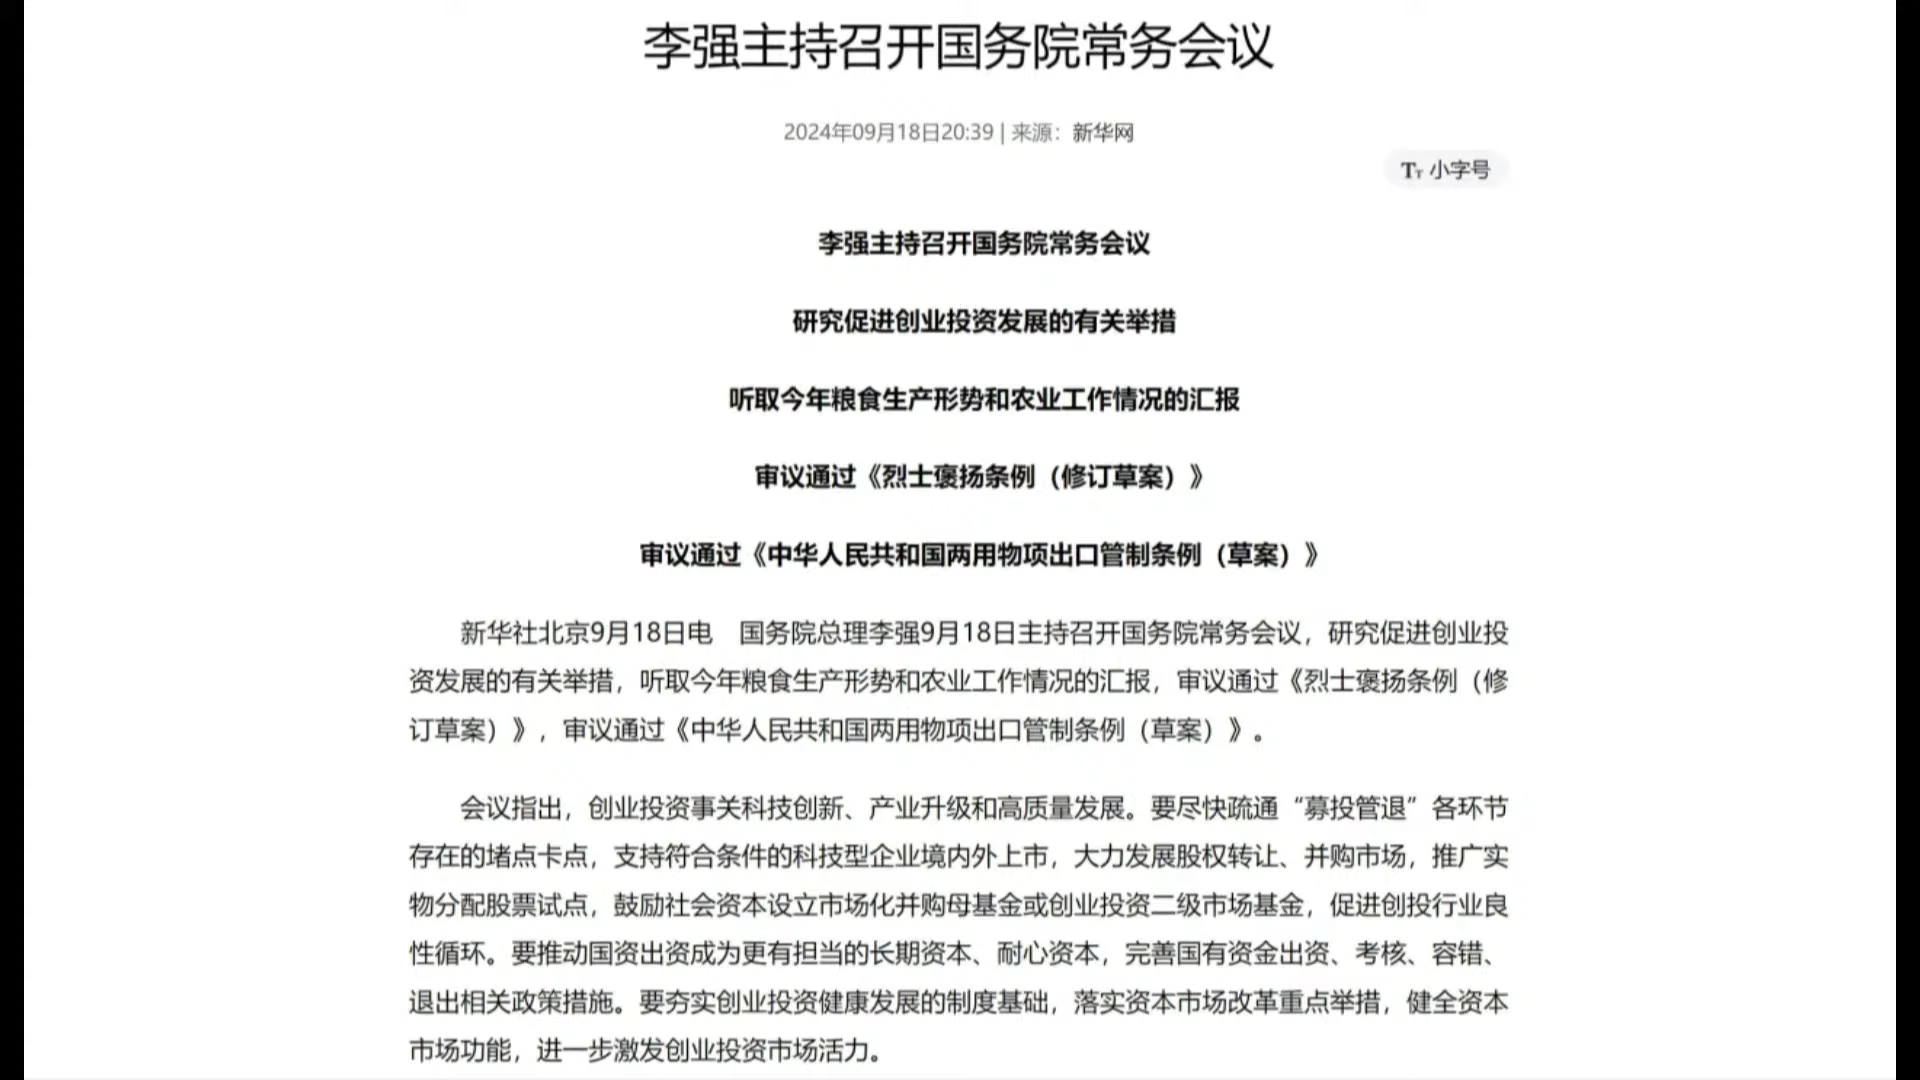 李强主持召开国务院常务会议
2024年09月18日20:39 | 来源：新华网
TT 小字号
李强主持召开国务院常务会议
研究促进创业投资发展的有关举措
听取今年粮食生产形势和农业工作情况的汇报
审议通过《烈士褒扬条例（修订草案）》
审议通过《中华人民共和国两用物项出口管制条例（草案）》
新华社北京9月18日电　国务院总理李强9月18日主持召开国务院常务会议，研究促进创业投
资发展的有关举措，听取今年粮食生产形势和农业工作情况的汇报，审议通过《烈士褒扬条例（修
订草案）》，审议通过《中华人民共和国两用物项出口管制条例（草案）》。
会议指出，创业投资事关科技创新、产业升级和高质量发展。要尽快疏通“募投管退”各环节
存在的堵点卡点，支持符合条件的科技型企业境内外上市，大力发展股权转让、并购市场，推广实
物分配股票试点，鼓励社会资本设立市场化并购母基金或创业投资二级市场基金，促进创投行业良
性循环。要推动国资出资成为更有担当的长期资本、耐心资本，完善国有资金出资、考核、容错、
退出相关政策措施。要夯实创业投资健康发展的制度基础，落实资本市场改革重点举措，健全资本
市场功能，进一步激发创业投资市场活力。